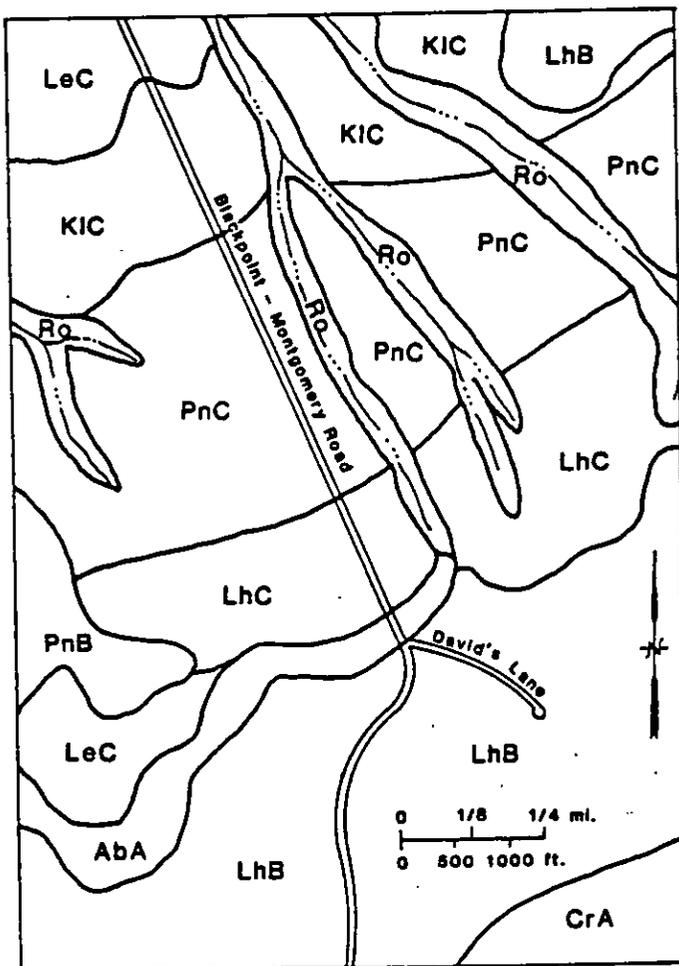 KlC
LhB
LeC
KlC
PnC
Ro
KlC
PnC
Ro
Ro
Ro
PnC
PnC
Blackpoint - Montgomery Road
LhC
LhC
PnB
David's Lane
LeC
LhB
0 1/8 1/4 mi.
0 500 1000 ft.
AbA
LhB
CrA
N